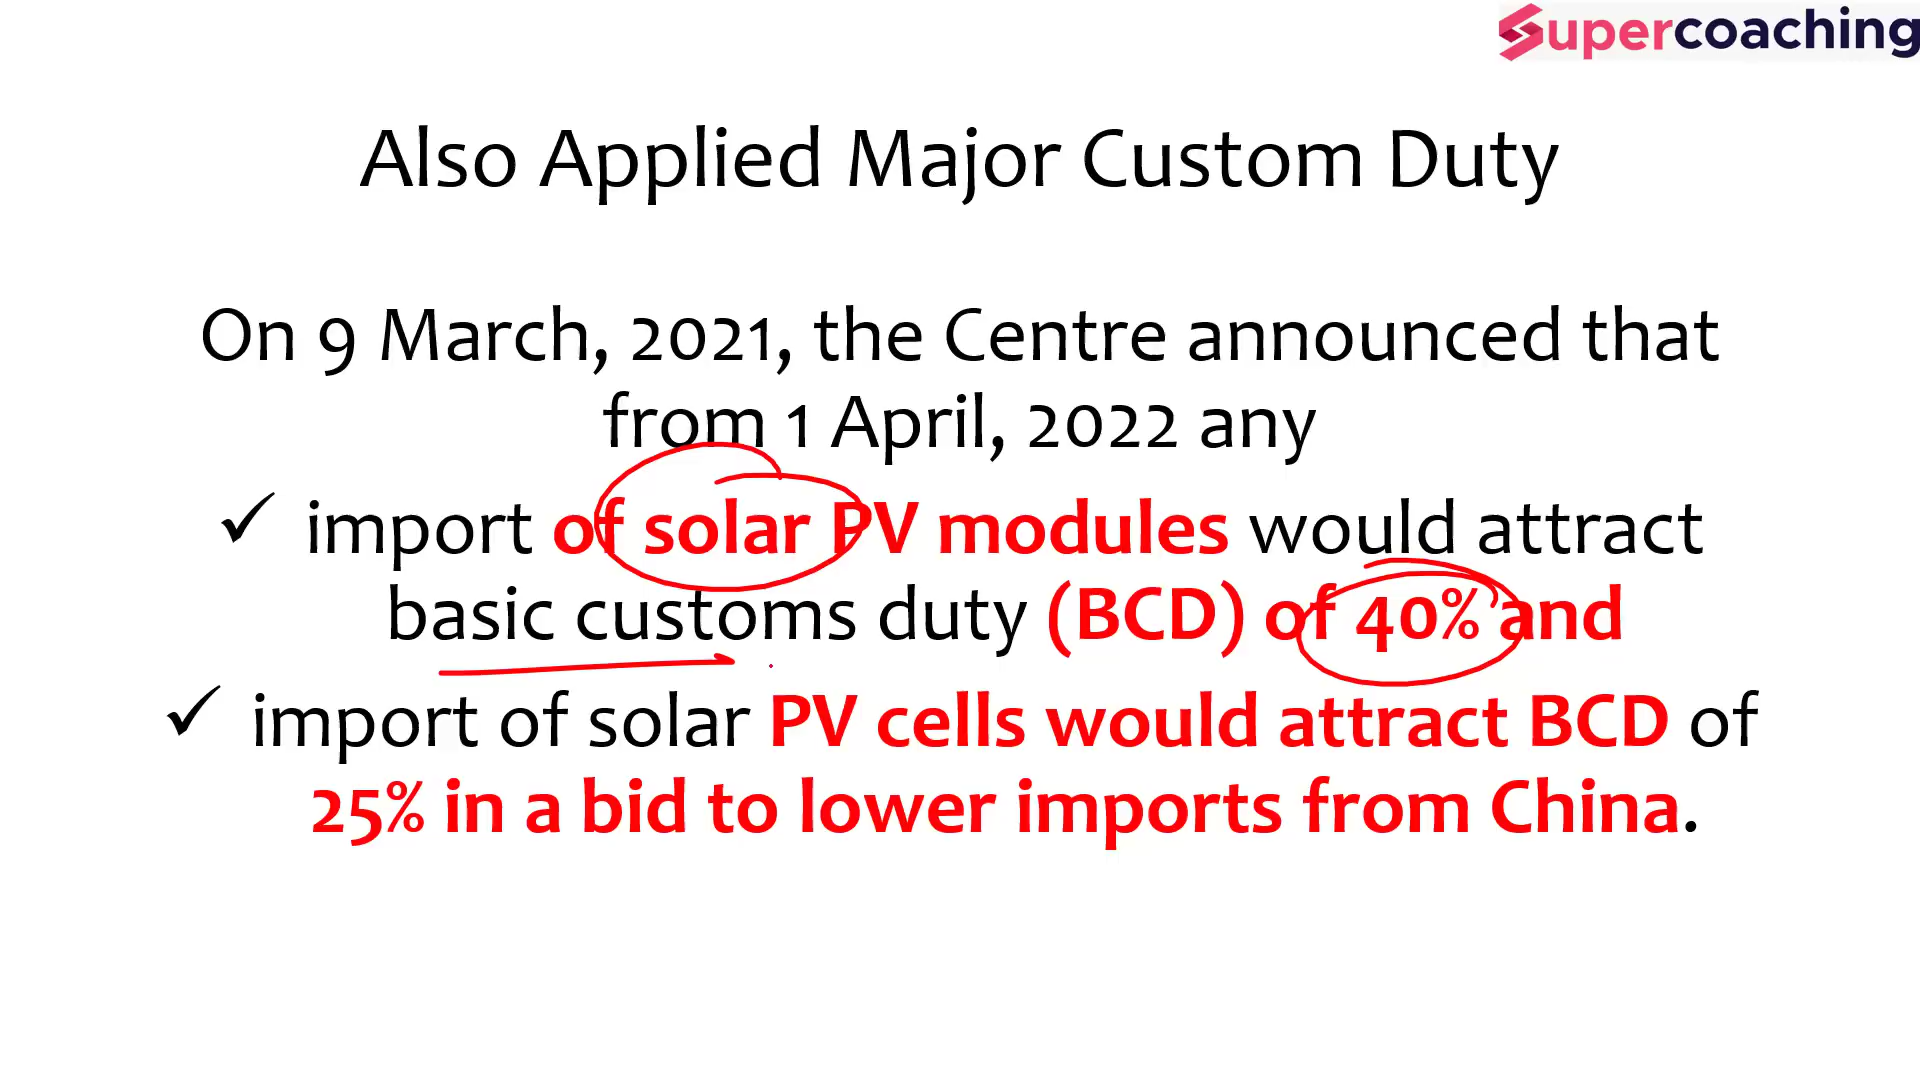 Supercoaching
Also Applied Major Custom Duty
On 9 March, 2021, the Centre announced that
from 1 April, 2022 any
✓ import of solar PV modules would attract
basic customs duty (BCD) of 40% and
✓ import of solar PV cells would attract BCD of
25% in a bid to lower imports from China.